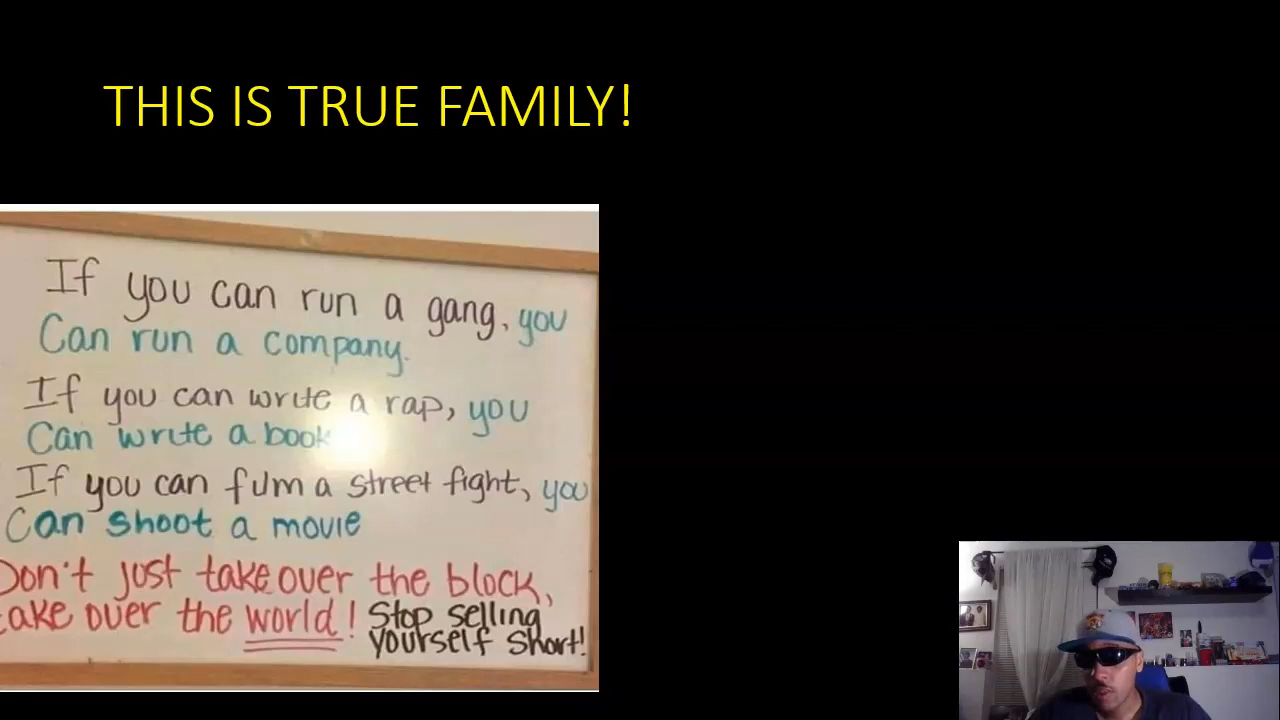 THIS IS TRUE FAMILY!
If you can run a gang, you
Can run a company.
If you can write a rap, you
Can write a book
If you can film a street fight, you
Can shoot a movie
Don't just take over the block,
take over the world! Stop selling
yourself short!